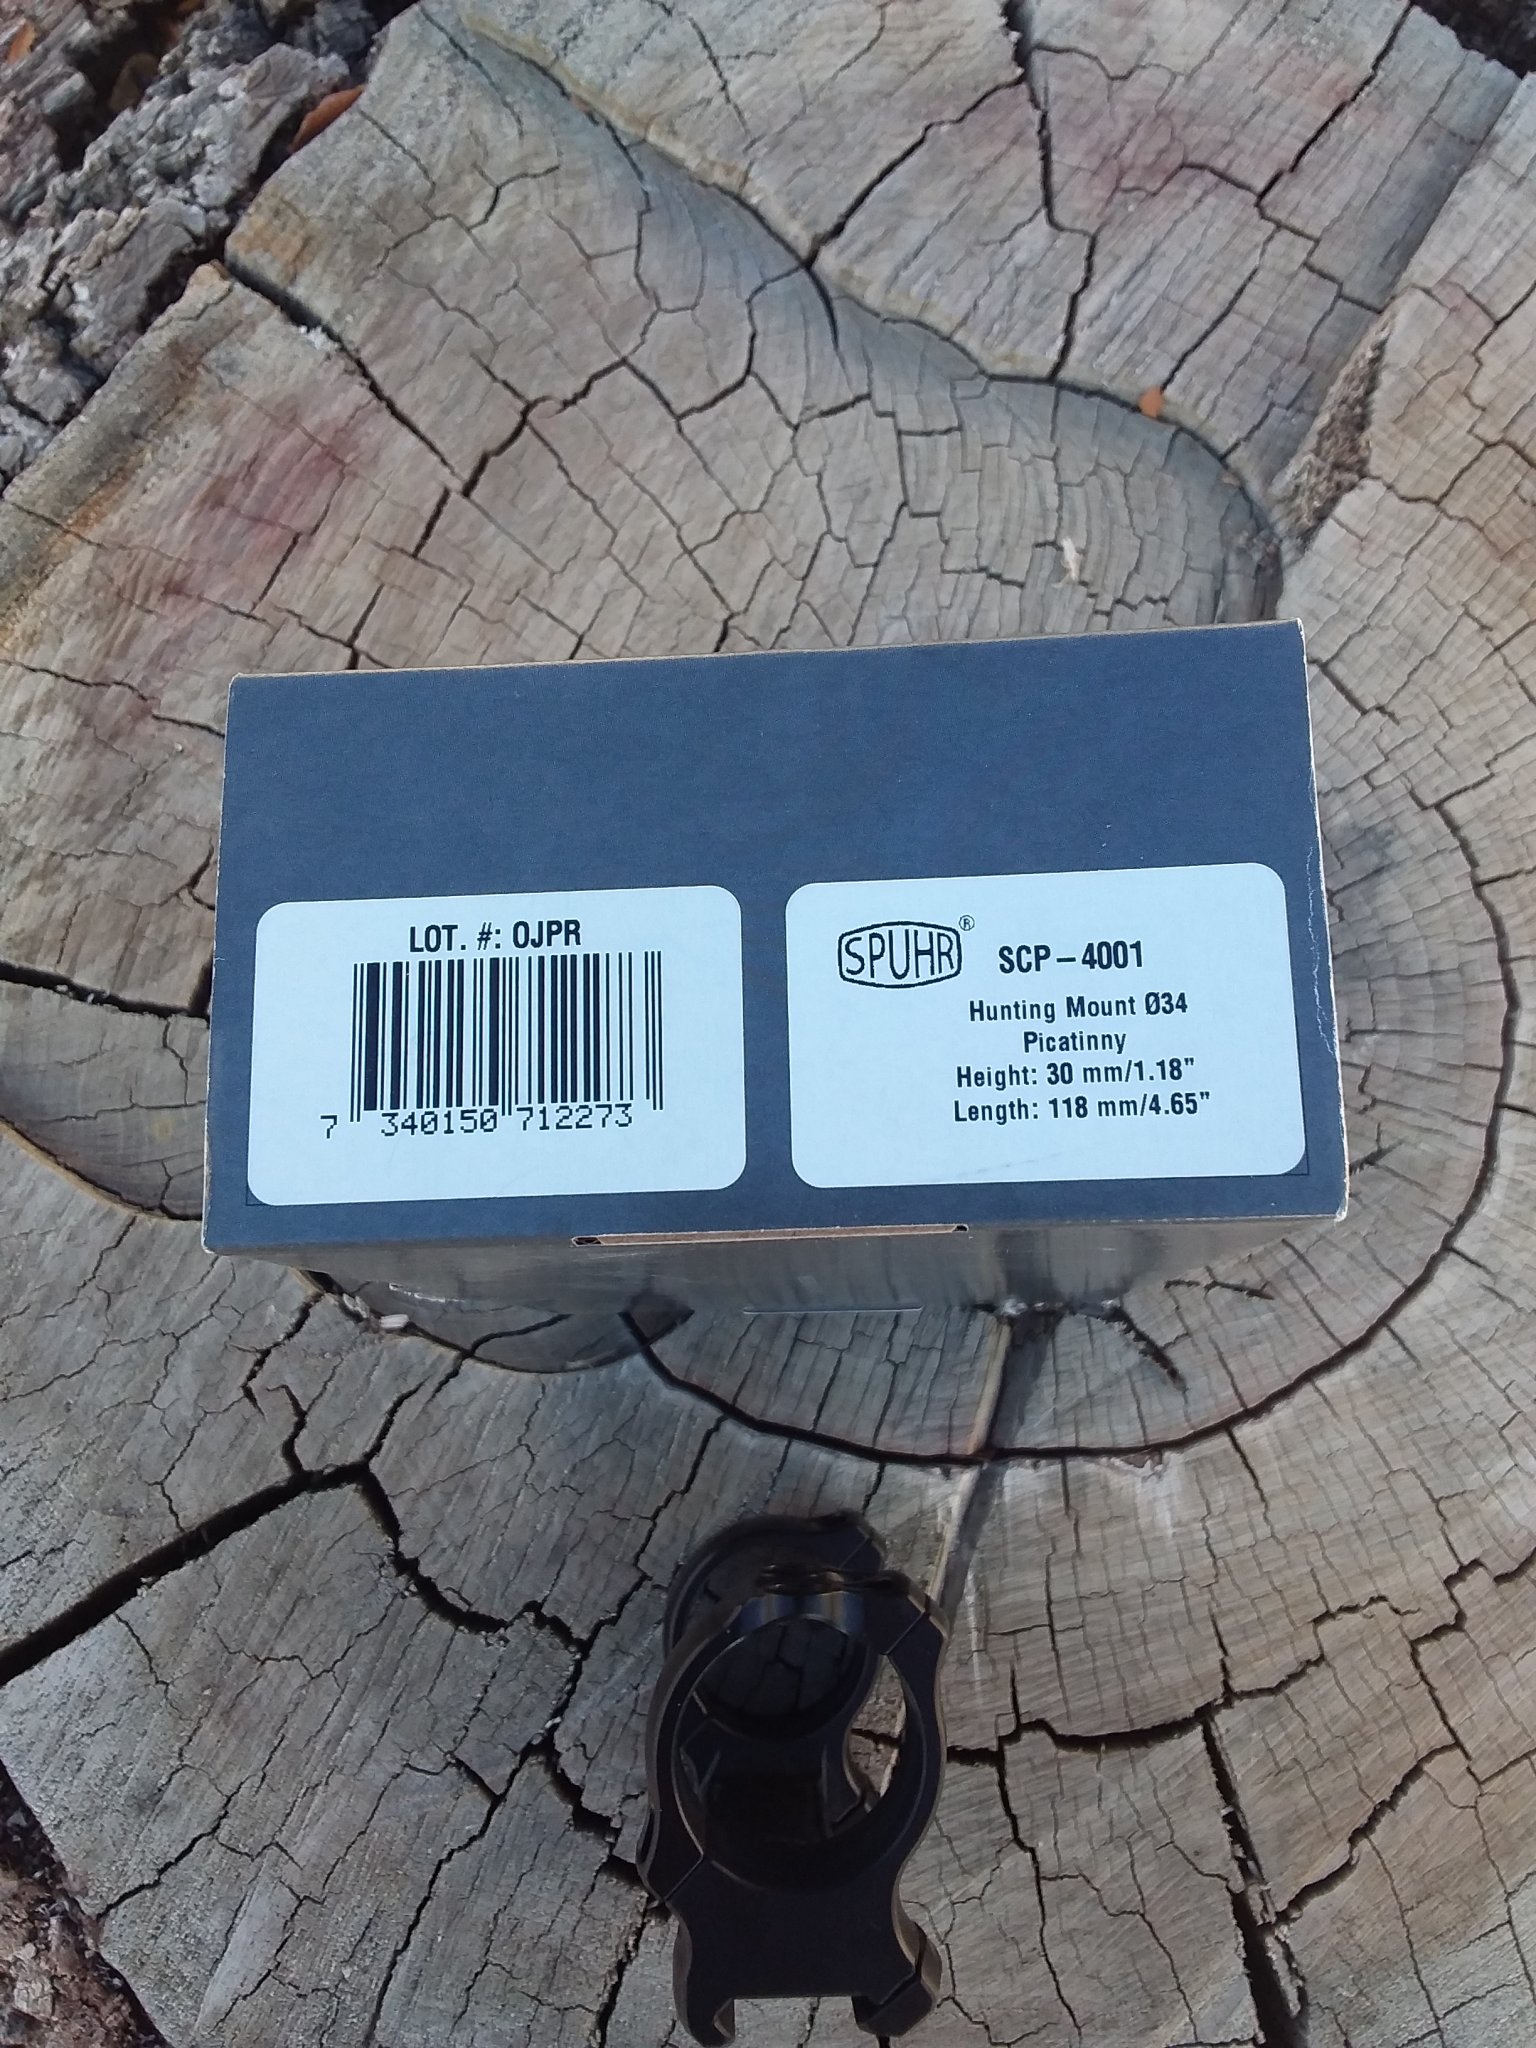 LOT. #: OJPR
7 340150 712273
SPUHR® SCP-4001
Hunting Mount Ø34
Picatinny
Height: 30 mm/1.18"
Length: 118 mm/4.65"